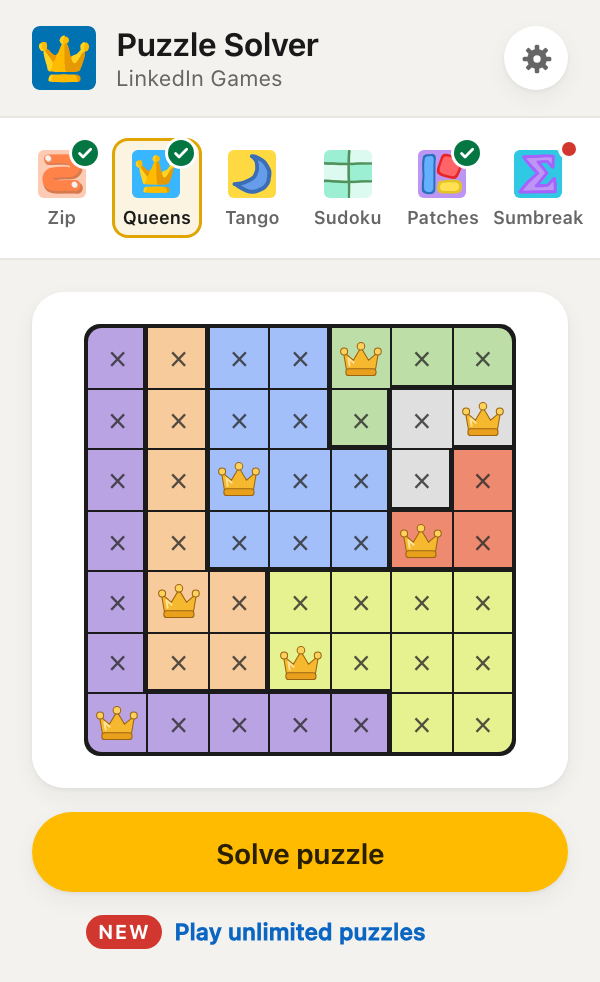 Puzzle Solver
LinkedIn Games
Zip
Queens
Tango
Sudoku
Patches
Sumbreak
Solve puzzle
NEW Play unlimited puzzles